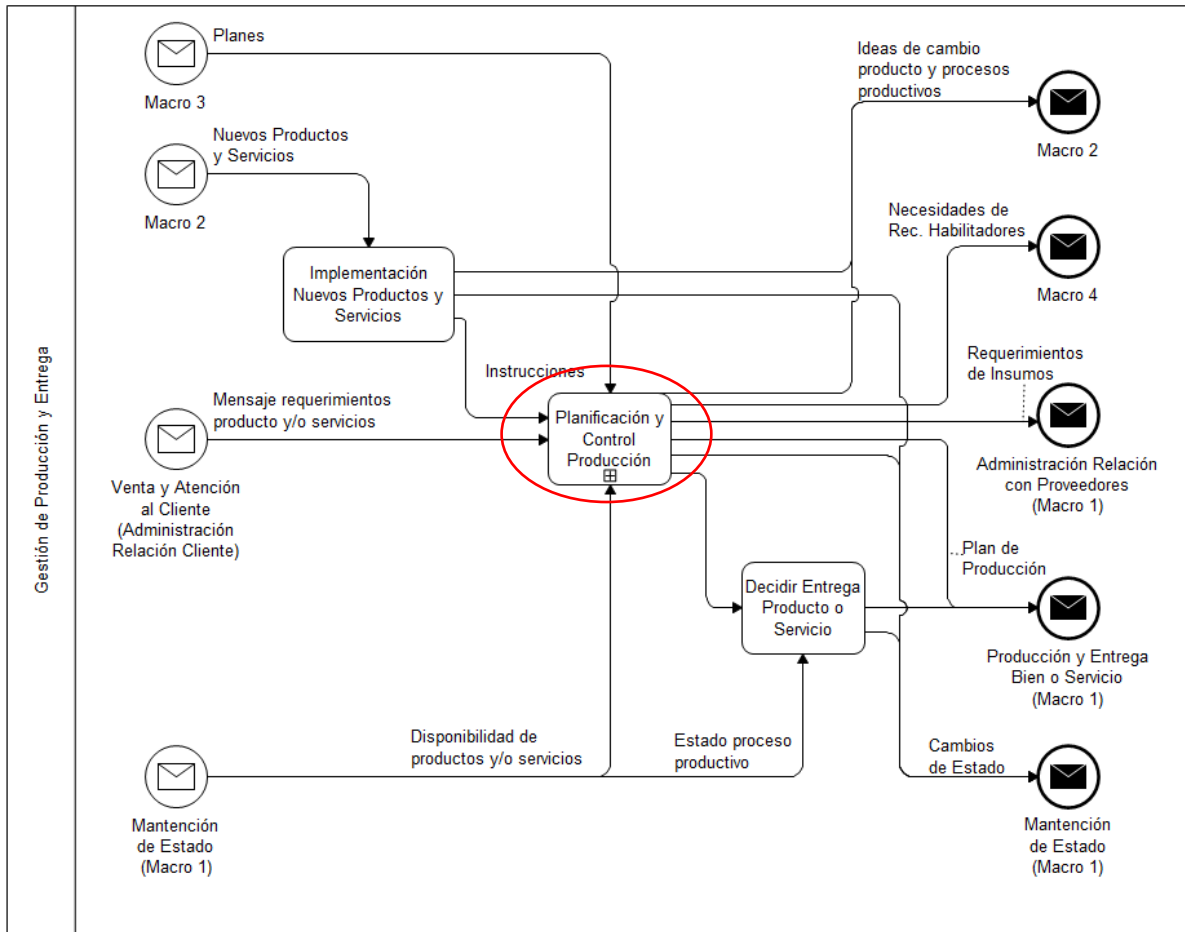 Gestión de Producción y Entrega
Planes
Macro 3
Nuevos Productos
y Servicios
Macro 2
Implementación
Nuevos Productos y
Servicios
Instrucciones
Mensaje requerimientos
producto y/o servicios
Venta y Atención
al Cliente
(Administración
Relación Cliente)
Planificación y
Control
Producción
Decidir Entrega
Producto o
Servicio
Disponibilidad de
productos y/o servicios
Estado proceso
productivo
Mantención
de Estado
(Macro 1)
Ideas de cambio
producto y procesos
productivos
Macro 2
Necesidades de
Rec. Habilitadores
Macro 4
Requerimientos
de Insumos
Administración Relación
con Proveedores
(Macro 1)
Plan de
Producción
Producción y Entrega
Bien o Servicio
(Macro 1)
Cambios
de Estado
Mantención
de Estado
(Macro 1)